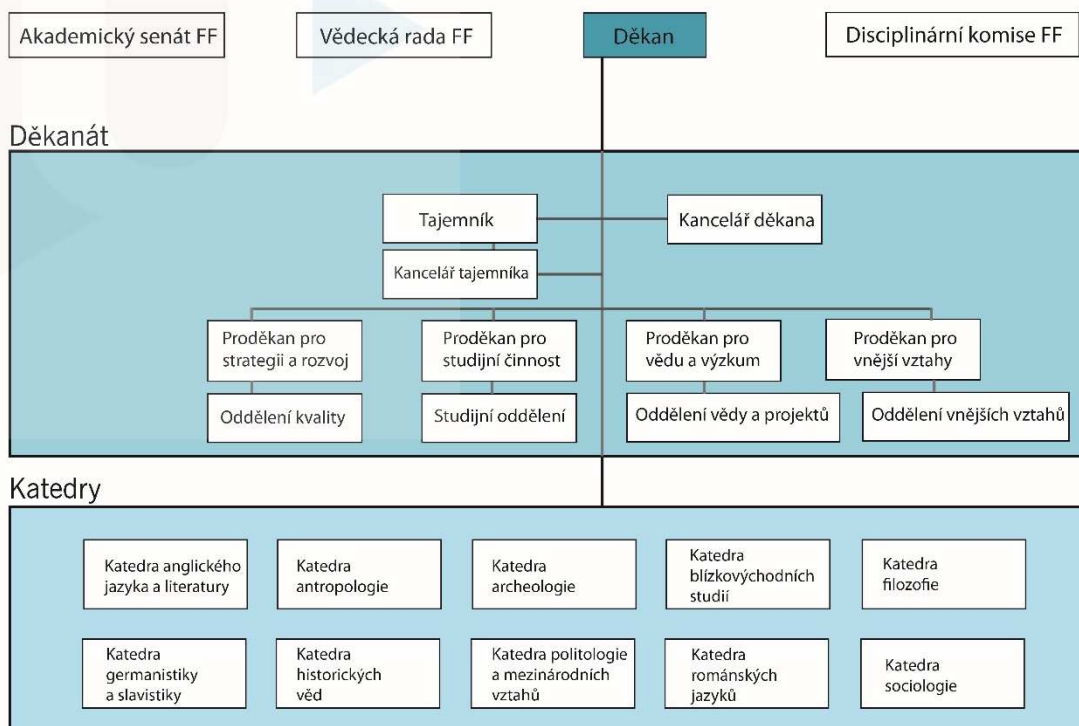 Akademický senát FF
Vědecká rada FF
Děkan
Disciplinární komise FF
Děkanát
Tajemník
Kancelář děkana
Kancelář tajemníka
Proděkan pro
strategii a rozvoj
Proděkan pro
studijní činnost
Proděkan pro
vědu a výzkum
Proděkan pro
vnější vztahy
Oddělení kvality
Studijní oddělení
Oddělení vědy a projektů
Oddělení vnějších vztahů
Katedry
Katedra anglického
jazyka a literatury
Katedra
antropologie
Katedra
archeologie
Katedra
blízkovýchodních
studií
Katedra
filozofie
Katedra
germanistiky
a slavistiky
Katedra
historických
věd
Katedra politologie
a mezinárodních
vztahů
Katedra
románských
jazyků
Katedra
sociologie